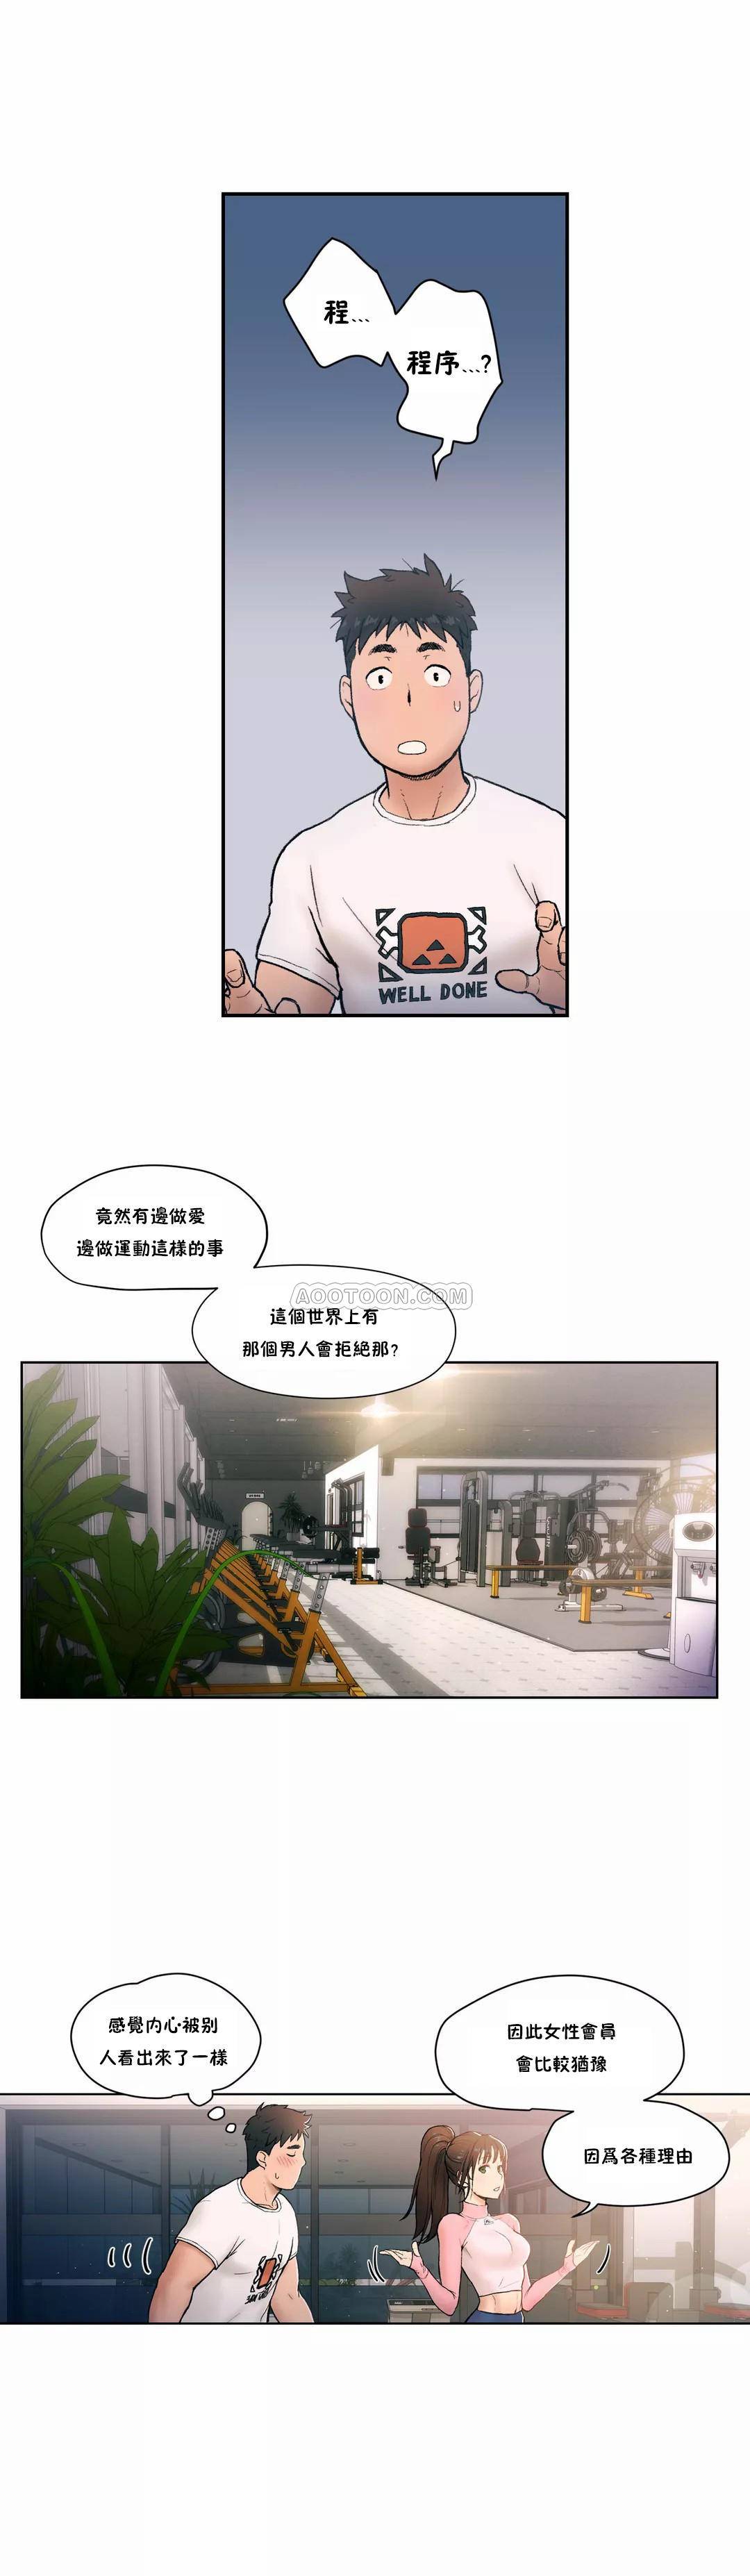 程...
程序...?
WELL DONE
竟然有邊做愛
邊做運動這樣的事
AOOTOON.COM
這個世界上有
那個男人會拒絕那?
感覺内心被别
人看出來了一樣
因此女性會員
會比較猶豫
因爲各種理由